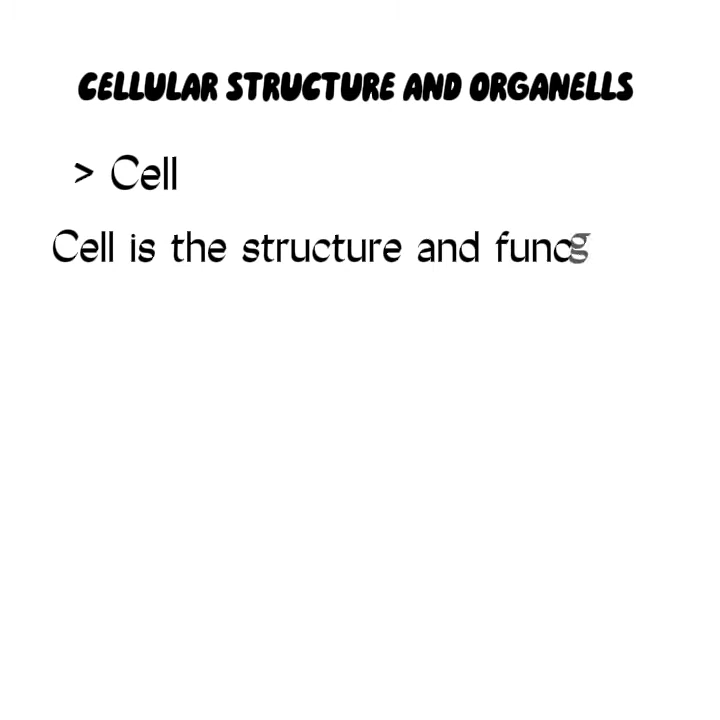 CELLULAR STRUCTURE AND ORGANELLS
> Cell
Cell is the structure and